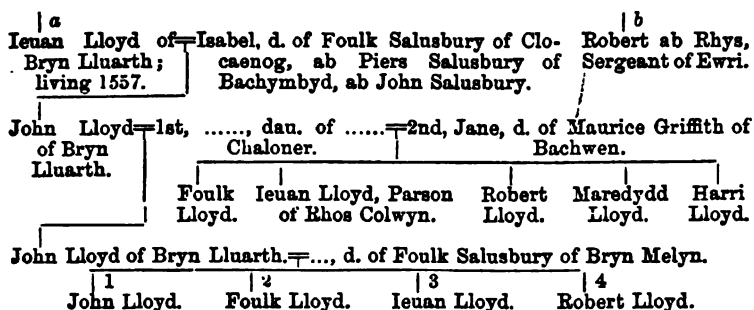 a b
Ieuan Lloyd of Isabel, d. of Foulk Salusbury of Clo- Robert ab Rhys,
Bryn Lluarth; caenog, ab Piers Salusbury of Sergeant of Ewri.
living 1557. Bachymbyd, ab John Salusbury.
John Lloyd 1st, ......, dau. of ...... 2nd, Jane, d. of Maurice Griffith of
of Bryn Chaloner. Bachwen.
Lluarth.
Foulk Ieuan Lloyd, Parson Robert Maredydd Harri
Lloyd. of Rhos Colwyn. Lloyd. Lloyd. Lloyd.
John Lloyd of Bryn Lluarth. ..., d. of Foulk Salusbury of Bryn Melyn.
1 2 3 4
John Lloyd. Foulk Lloyd. Ieuan Lloyd. Robert Lloyd.